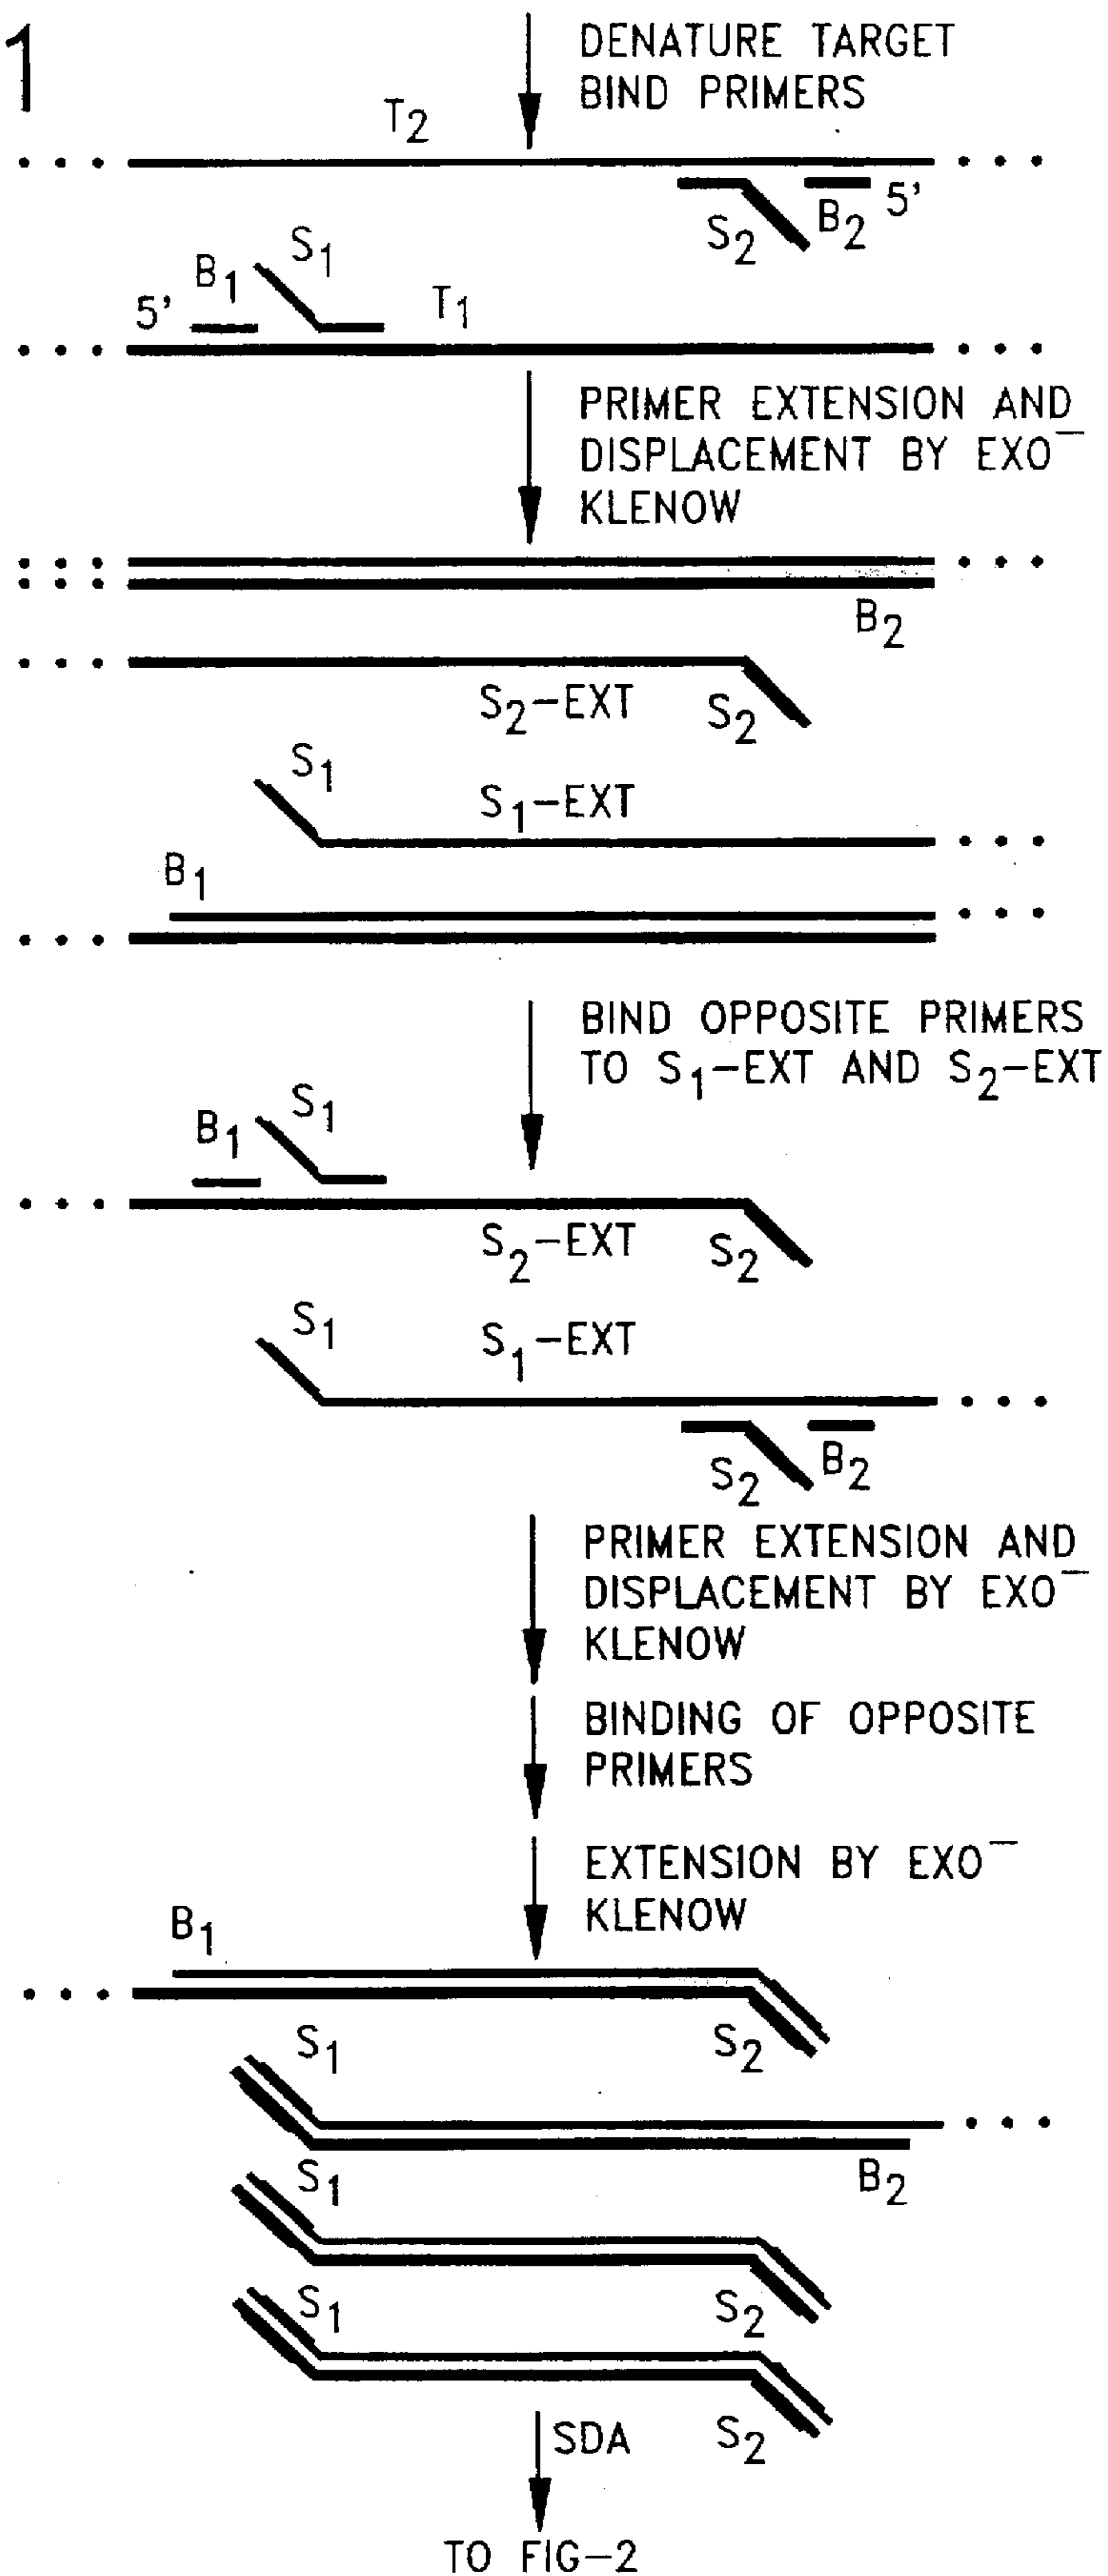 1
DENATURE TARGET
BIND PRIMERS
T2
S2
B2
5'
S1
B1
5'
T1
PRIMER EXTENSION AND
DISPLACEMENT BY EXO¯
KLENOW
B2
S2-EXT
S2
S1
S1-EXT
B1
BIND OPPOSITE PRIMERS
TO S1-EXT AND S2-EXT
S1
B1
S2-EXT
S2
S1
S1-EXT
S2
B2
PRIMER EXTENSION AND
DISPLACEMENT BY EXO¯
KLENOW
BINDING OF OPPOSITE
PRIMERS
EXTENSION BY EXO¯
KLENOW
B1
S1
S2
S1
B2
S1
S2
S2
SDA
TO FIG-2